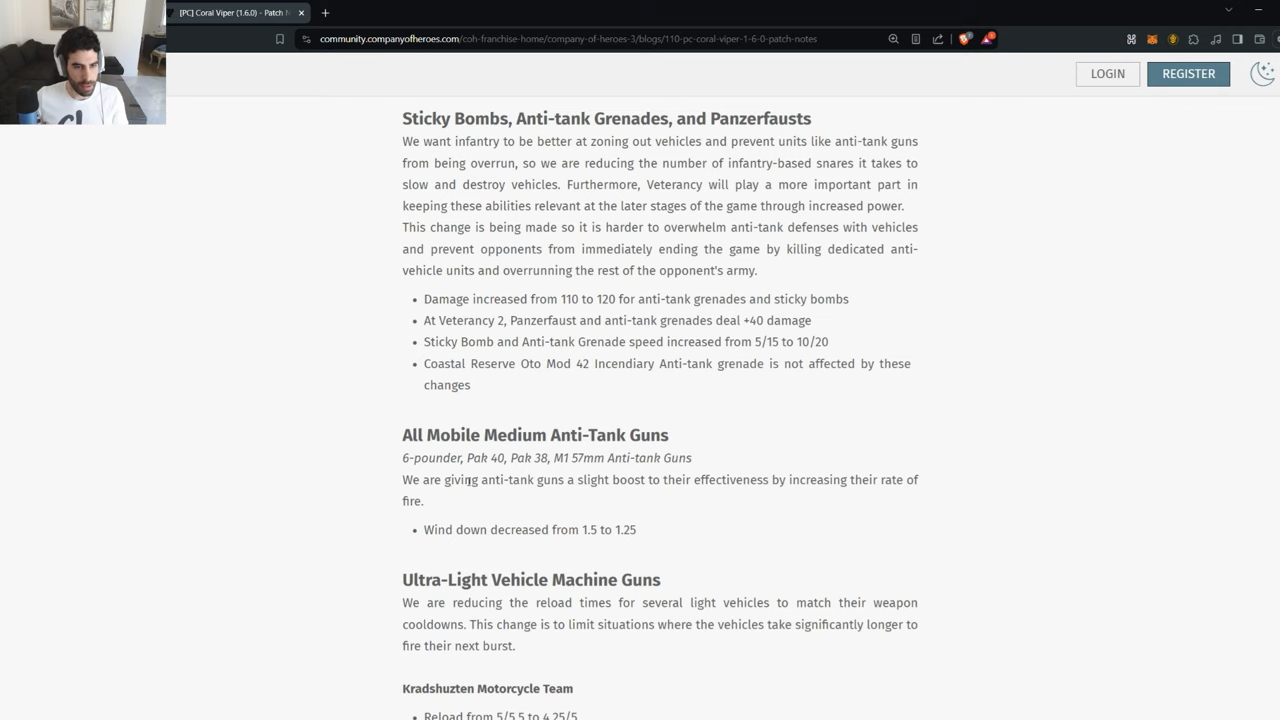 [PC] Coral Viper (1.6.0) - Patch N
community.companyofheroes.com/coh-franchise-home/company-of-heroes-3/blogs/110-pc-coral-viper-1-6-0-patch-notes
LOGIN
REGISTER
Sticky Bombs, Anti-tank Grenades, and Panzerfausts
We want infantry to be better at zoning out vehicles and prevent units like anti-tank guns
from being overrun, so we are reducing the number of infantry-based snares it takes to
slow and destroy vehicles. Furthermore, Veterancy will play a more important part in
keeping these abilities relevant at the later stages of the game through increased power.
This change is being made so it is harder to overwhelm anti-tank defenses with vehicles
and prevent opponents from immediately ending the game by killing dedicated anti-
vehicle units and overrunning the rest of the opponent's army.
• Damage increased from 110 to 120 for anti-tank grenades and sticky bombs
• At Veterancy 2, Panzerfaust and anti-tank grenades deal +40 damage
• Sticky Bomb and Anti-tank Grenade speed increased from 5/15 to 10/20
• Coastal Reserve Oto Mod 42 Incendiary Anti-tank grenade is not affected by these
changes
All Mobile Medium Anti-Tank Guns
6-pounder, Pak 40, Pak 38, M1 57mm Anti-tank Guns
We are giving anti-tank guns a slight boost to their effectiveness by increasing their rate of
fire.
• Wind down decreased from 1.5 to 1.25
Ultra-Light Vehicle Machine Guns
We are reducing the reload times for several light vehicles to match their weapon
cooldowns. This change is to limit situations where the vehicles take significantly longer to
fire their next burst.
Kradshuzten Motorcycle Team
• Reload from 5/5.5 to 4.25/5